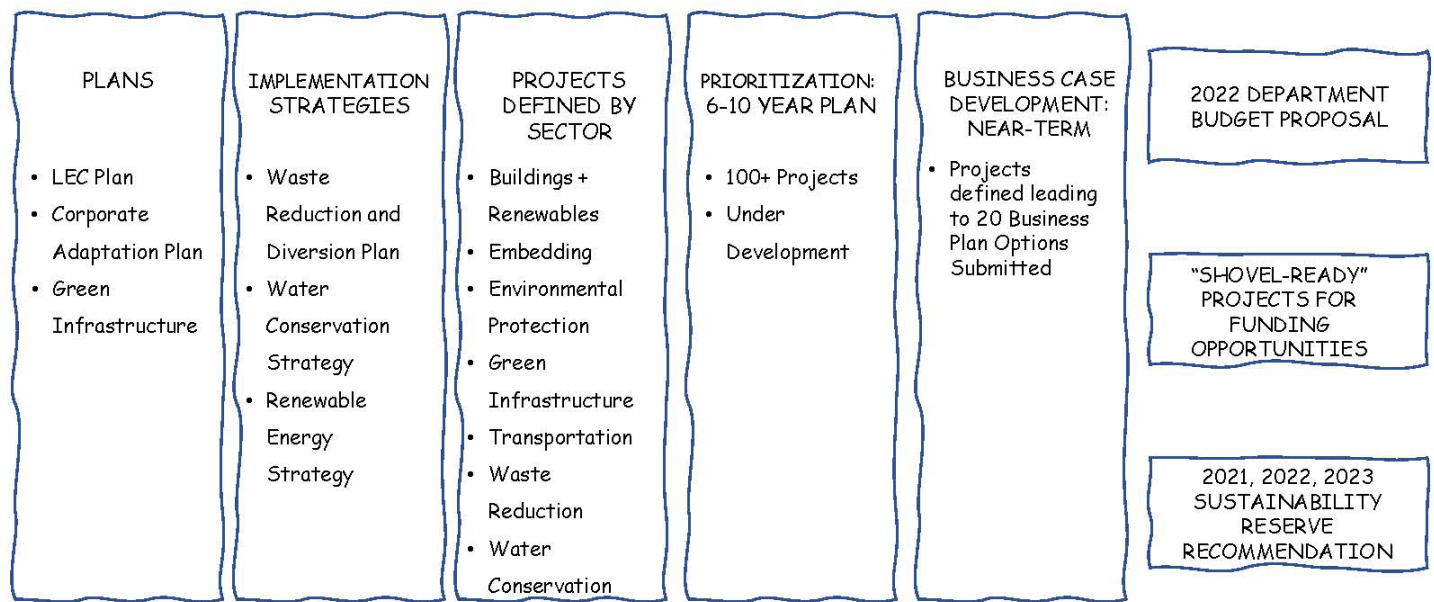 PLANS
• LEC Plan
• Corporate
Adaptation Plan
• Green
Infrastructure
IMPLEMENTATION
STRATEGIES
• Waste
Reduction and
Diversion Plan
• Water
Conservation
Strategy
• Renewable
Energy
Strategy
PROJECTS
DEFINED BY
SECTOR
• Buildings +
Renewables
• Embedding
• Environmental
Protection
• Green
Infrastructure
• Transportation
• Waste
Reduction
• Water
Conservation
PRIORITIZATION:
6-10 YEAR PLAN
• 100+ Projects
• Under
Development
BUSINESS CASE
DEVELOPMENT:
NEAR-TERM
• Projects
defined leading
to 20 Business
Plan Options
Submitted
2022 DEPARTMENT
BUDGET PROPOSAL
“SHOVEL-READY”
PROJECTS FOR
FUNDING
OPPORTUNITIES
2021, 2022, 2023
SUSTAINABILITY
RESERVE
RECOMMENDATION